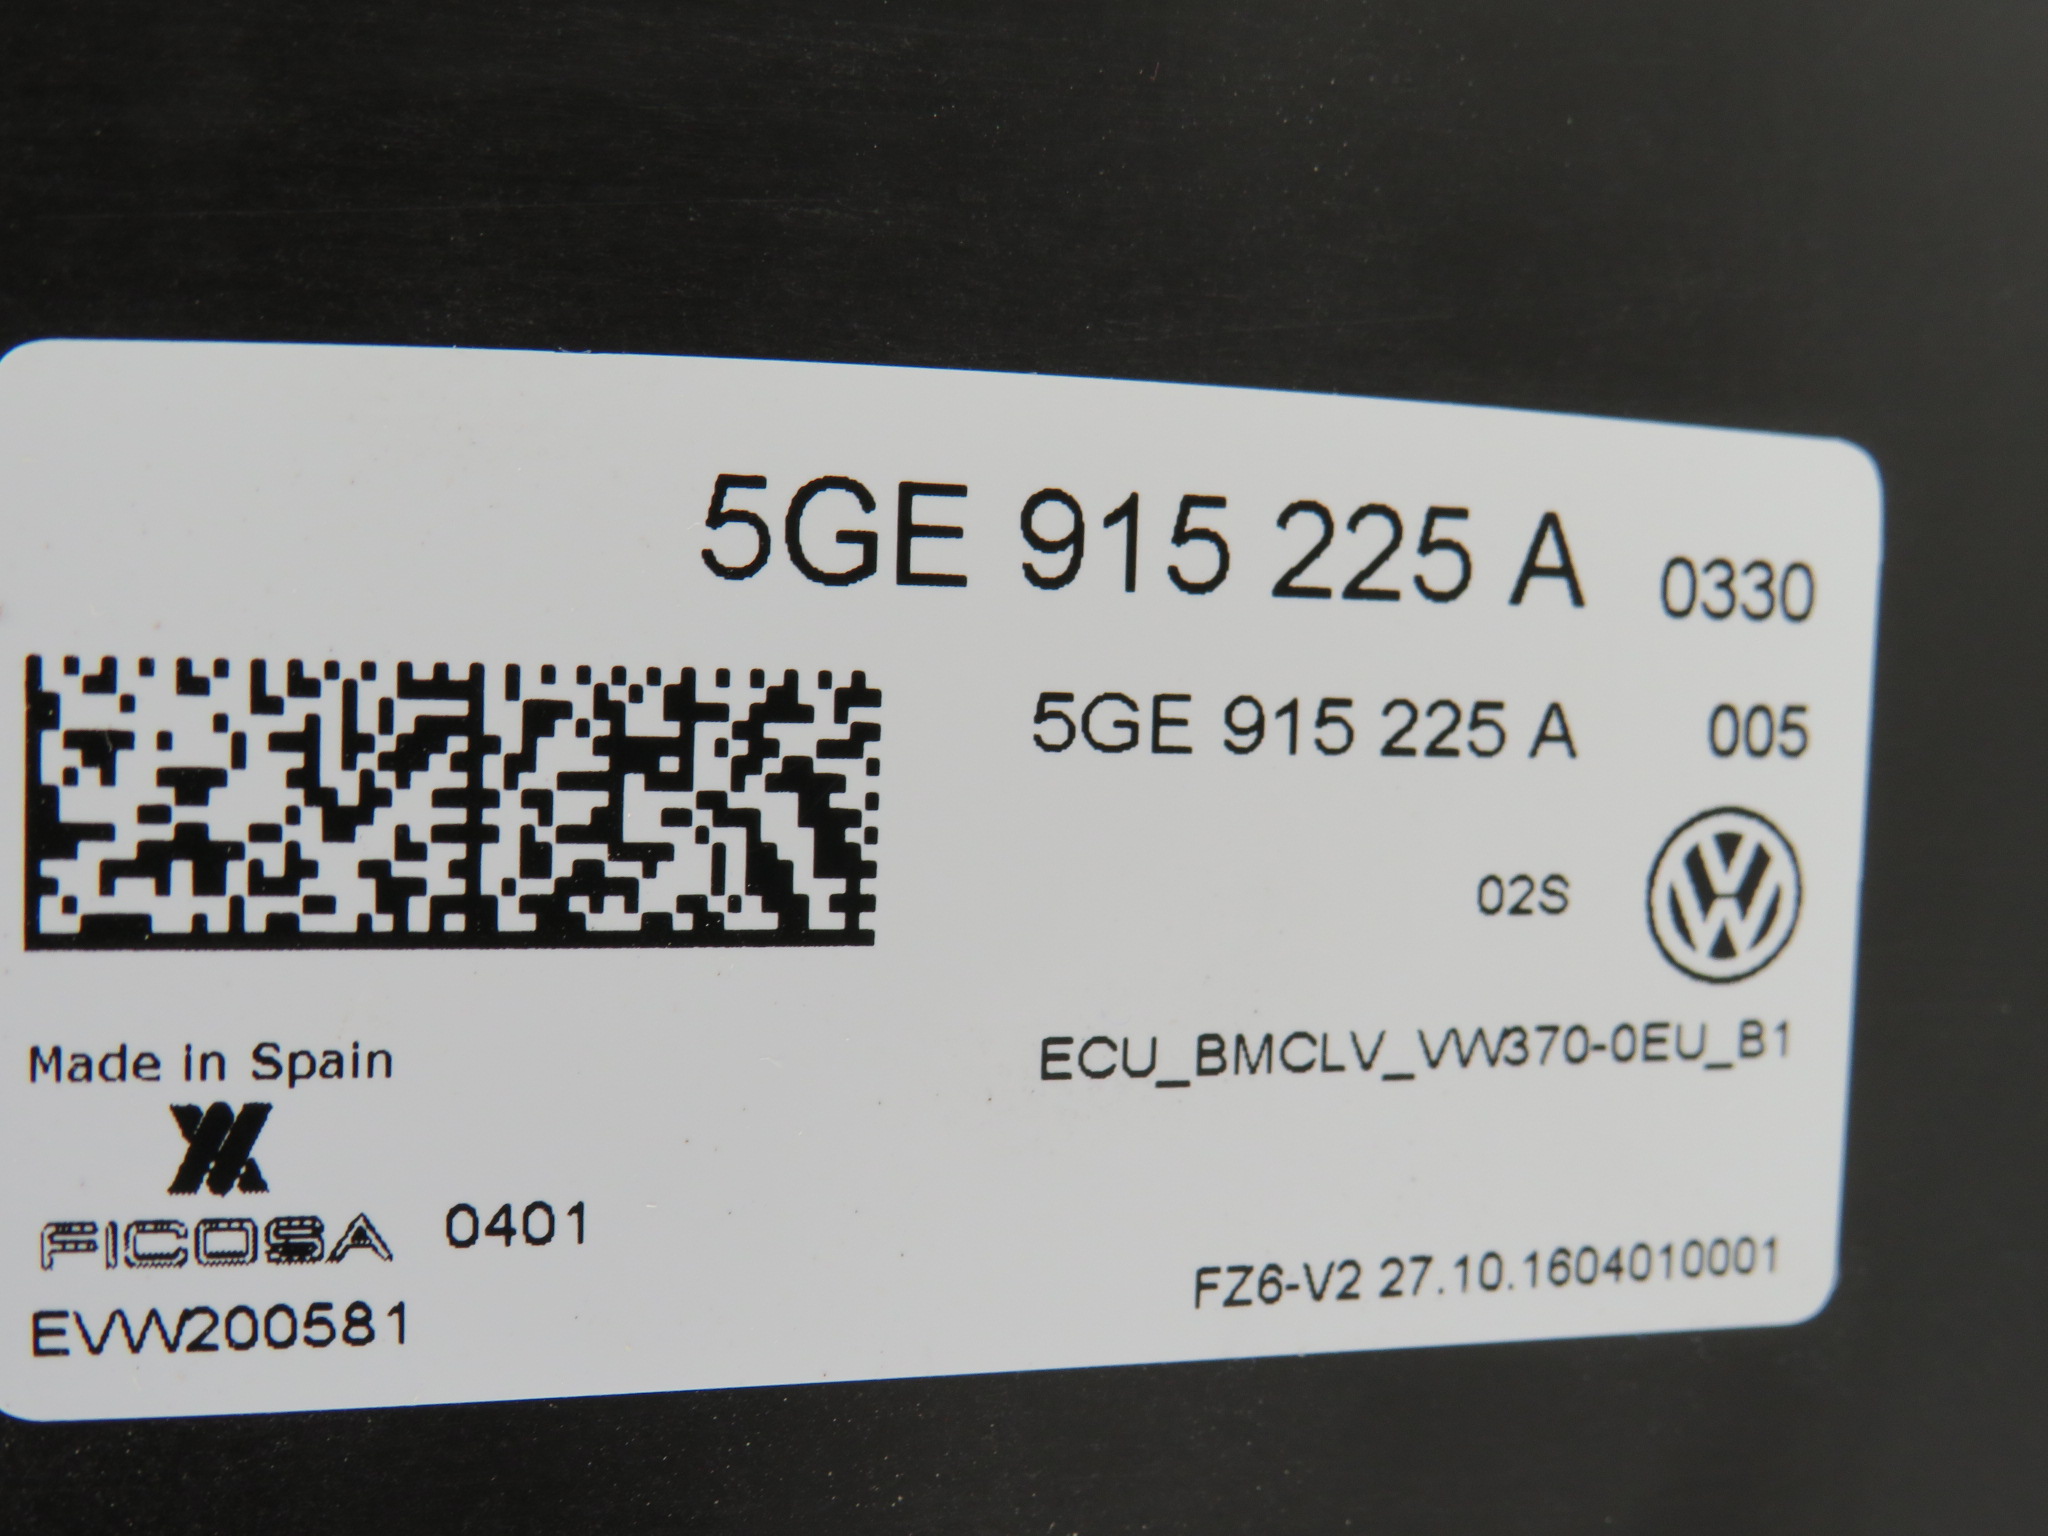 5GE 915 225 A 0330
5GE 915 225 A 005
02S
Made in Spain
ECU_BMCLV_VW370-0EU_B1
FICOSA 0401
FZ6-V2 27.10.1604010001
EVW200581